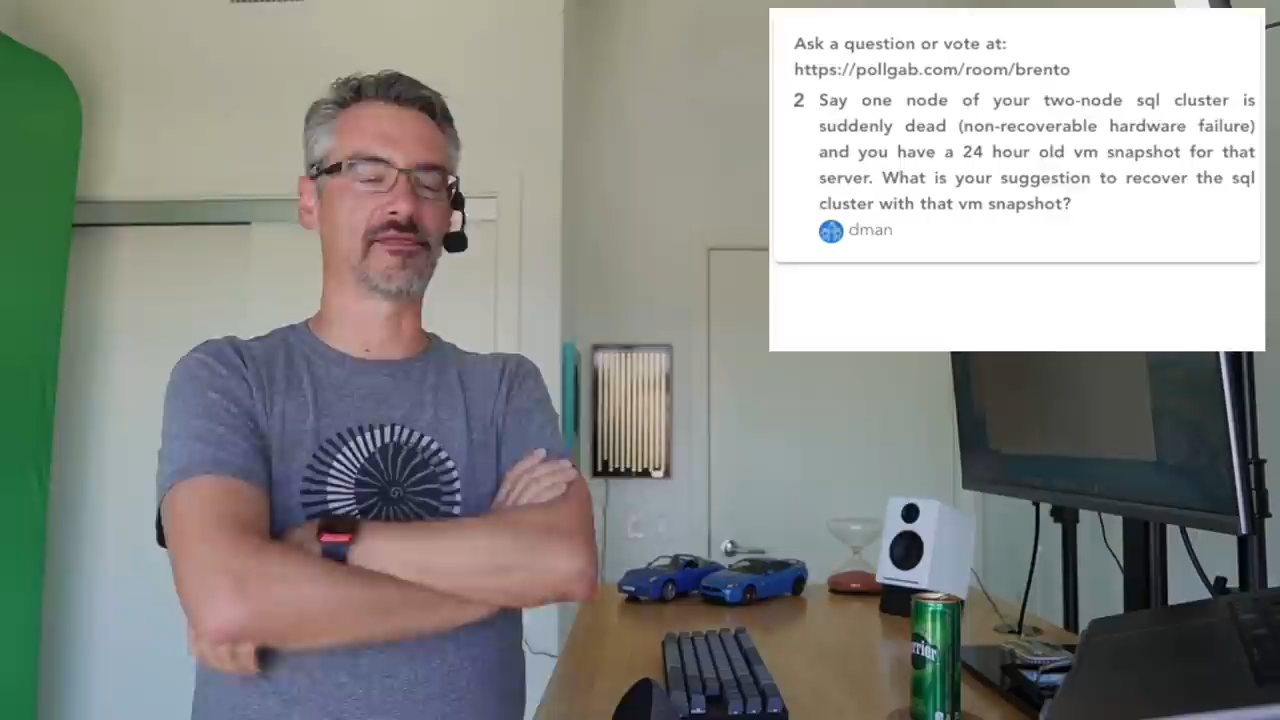 Ask a question or vote at:
https://pollgab.com/room/brento
2 Say one node of your two-node sql cluster is
suddenly dead (non-recoverable hardware failure)
and you have a 24 hour old vm snapshot for that
server. What is your suggestion to recover the sql
cluster with that vm snapshot?
dman
rrier